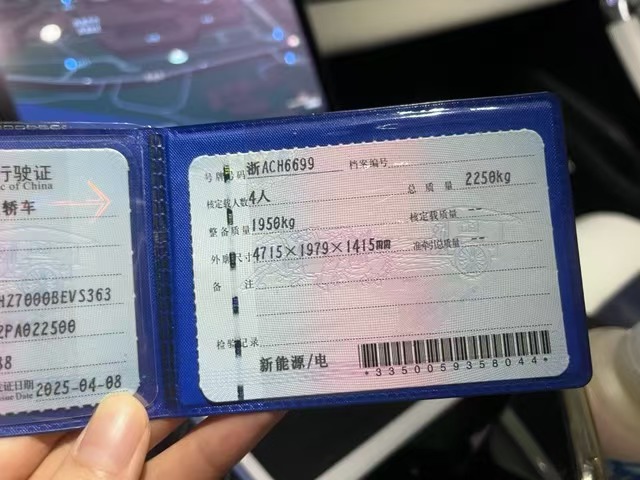 行驶证
c of China
轿车
HZ7000BEVS363
2PA022500
38
发证日期 2025-04-08
sue Date
号牌号码 浙ACH6699 档案编号
核定载人数 4人 总质量 2250kg
整备质量 1950kg 核定载质量 --
外廓尺寸 4715×1979×1415mm 准牵引总质量 --
备注
检验记录
新能源/电
*3350059358044*